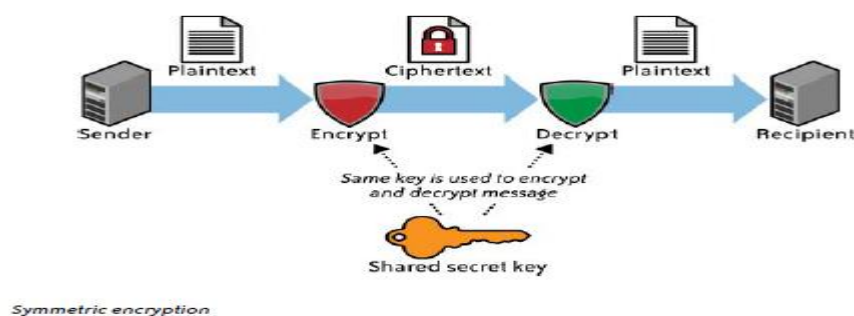 Plaintext
Ciphertext
Plaintext
Sender
Encrypt
Decrypt
Recipient
Same key is used to encrypt
and decrypt message
Shared secret key
Symmetric encryption